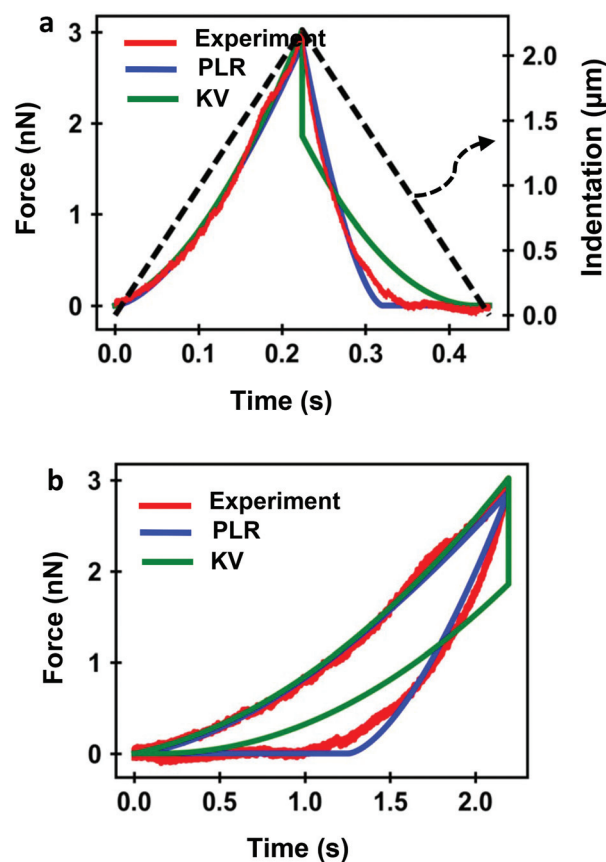 a
Experiment
PLR
KV
3
2
1
0
Force (nN)
2.0
1.5
1.0
0.5
0.0
Indentation (µm)
0.0 0.1 0.2 0.3 0.4
Time (s)
b
Experiment
PLR
KV
3
2
1
0
Force (nN)
0.0 0.5 1.0 1.5 2.0
Time (s)